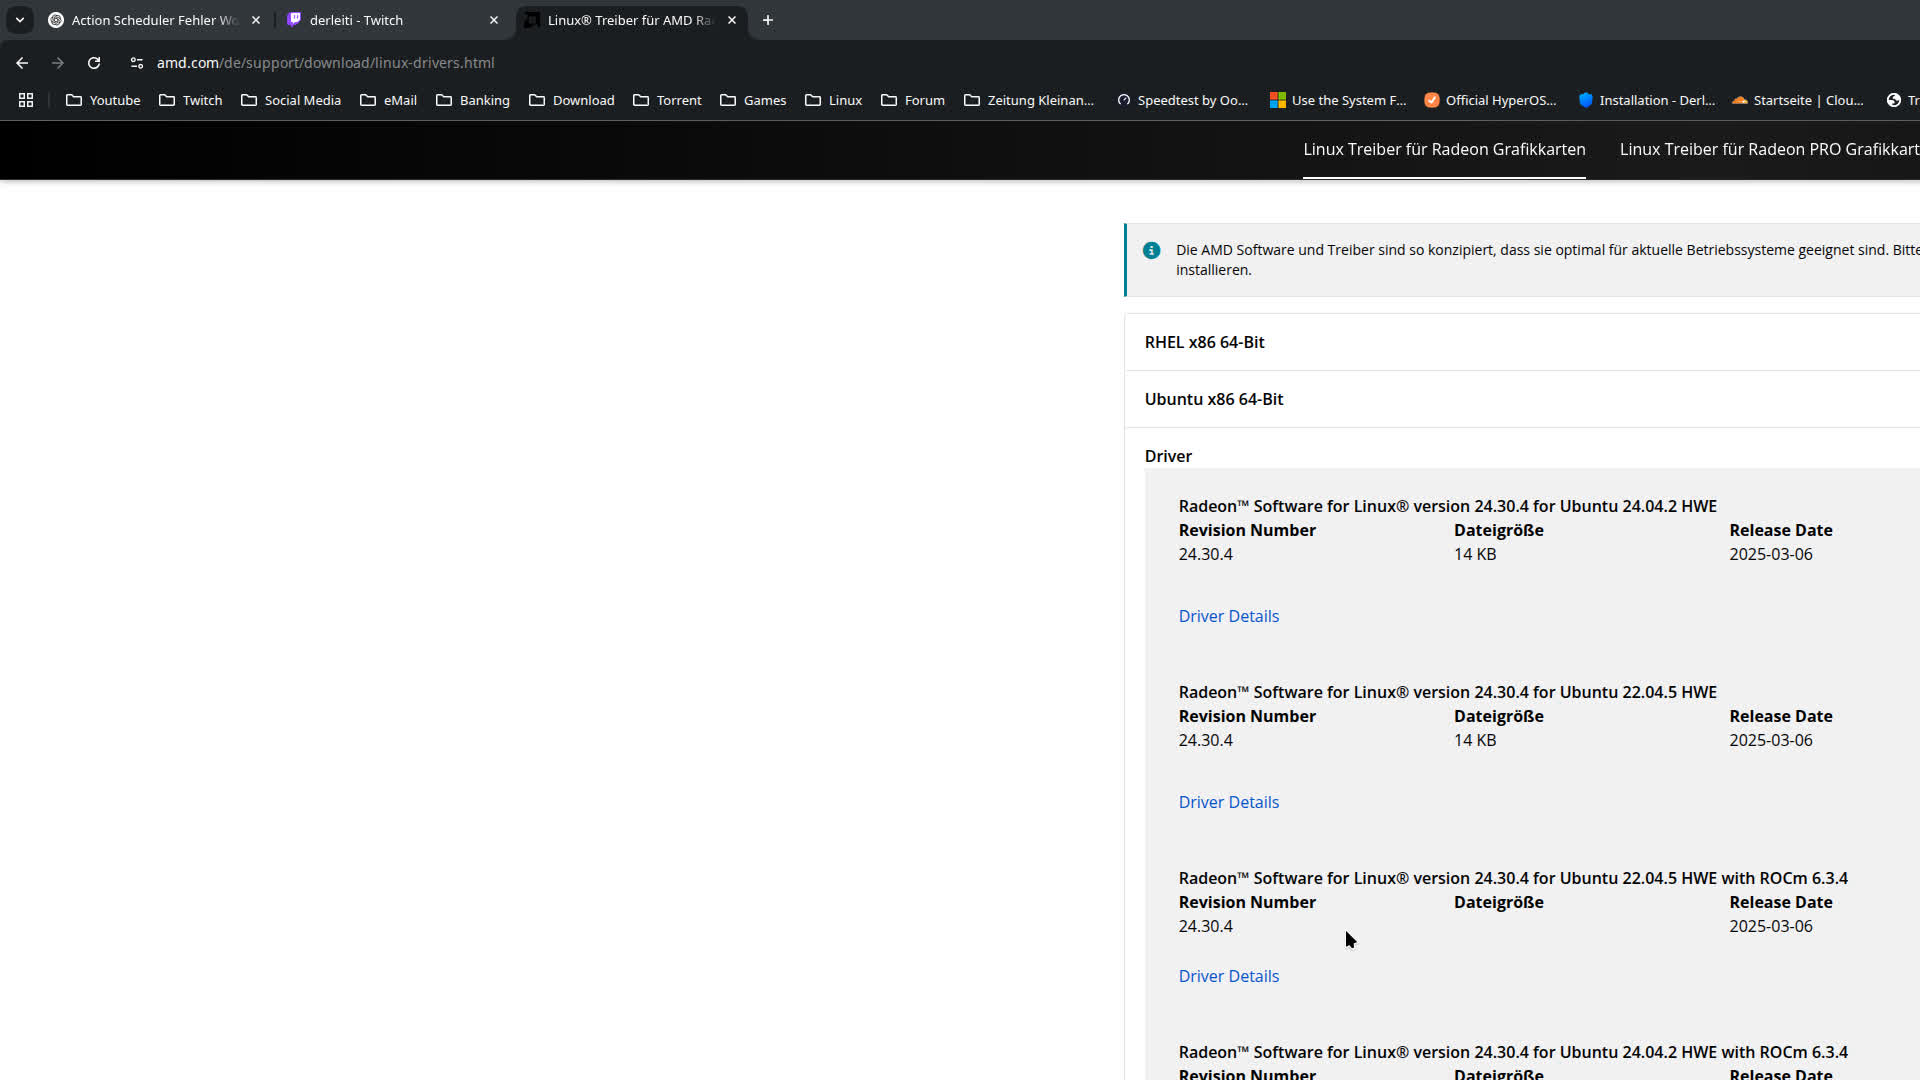 Action Scheduler Fehler Wo
derleiti - Twitch
Linux® Treiber für AMD Ra
amd.com/de/support/download/linux-drivers.html
Youtube Twitch Social Media eMail Banking Download Torrent Games Linux Forum Zeitung Kleinan... Speedtest by Oo... Use the System F... Official HyperOS... Installation - Derl... Startseite | Clou... Tr
Linux Treiber für Radeon Grafikkarten Linux Treiber für Radeon PRO Grafikkart
Die AMD Software und Treiber sind so konzipiert, dass sie optimal für aktuelle Betriebssysteme geeignet sind. Bitte
installieren.
RHEL x86 64-Bit
Ubuntu x86 64-Bit
Driver
Radeon™ Software for Linux® version 24.30.4 for Ubuntu 24.04.2 HWE
Revision Number Dateigröße Release Date
24.30.4 14 KB 2025-03-06
Driver Details
Radeon™ Software for Linux® version 24.30.4 for Ubuntu 22.04.5 HWE
Revision Number Dateigröße Release Date
24.30.4 14 KB 2025-03-06
Driver Details
Radeon™ Software for Linux® version 24.30.4 for Ubuntu 22.04.5 HWE with ROCm 6.3.4
Revision Number Dateigröße Release Date
24.30.4 2025-03-06
Driver Details
Radeon™ Software for Linux® version 24.30.4 for Ubuntu 24.04.2 HWE with ROCm 6.3.4
Revision Number Dateigröße Release Date